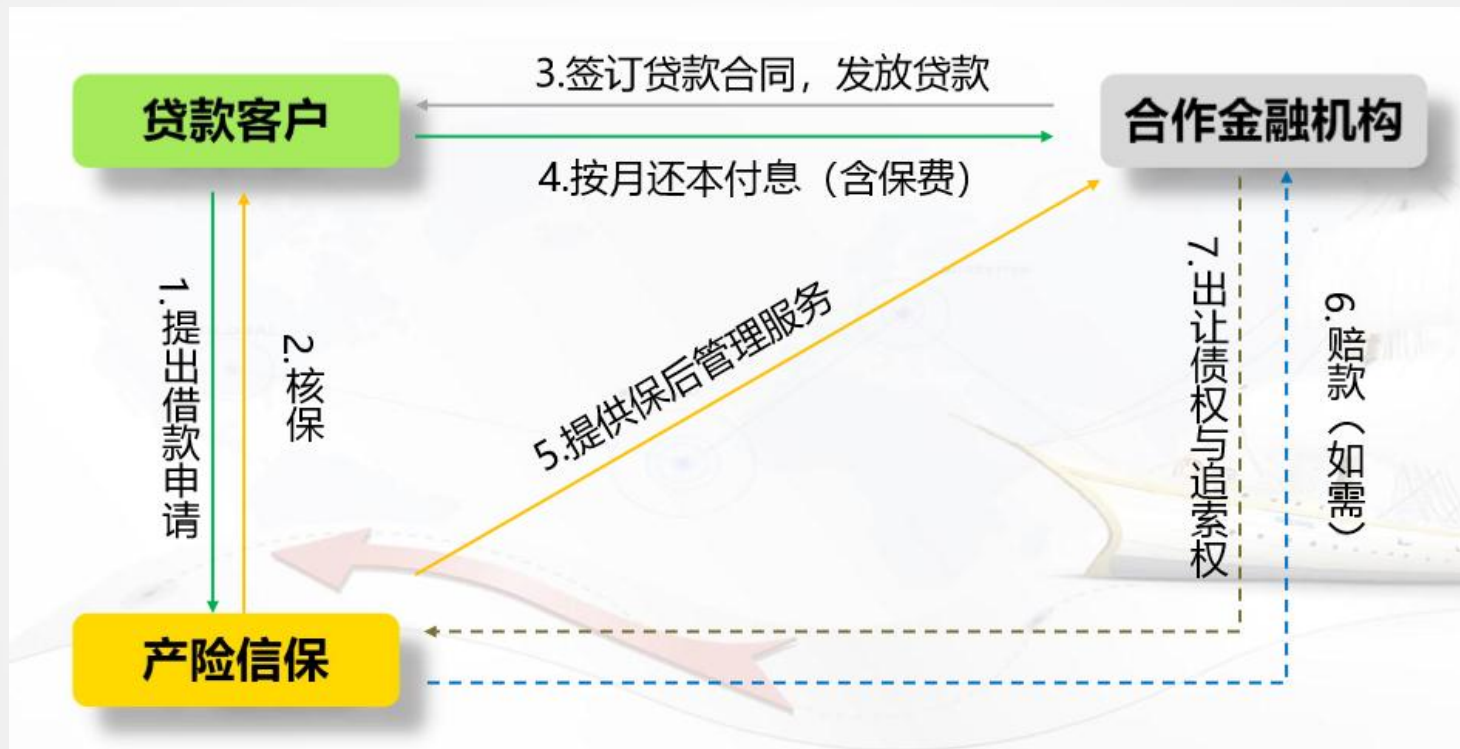 3.签订贷款合同，发放贷款
贷款客户
合作金融机构
4.按月还本付息（含保费）
1.提出借款申请
2.核保
5.提供保后管理服务
7.出让债权与追索权
6.赔款（如需）
产险信保